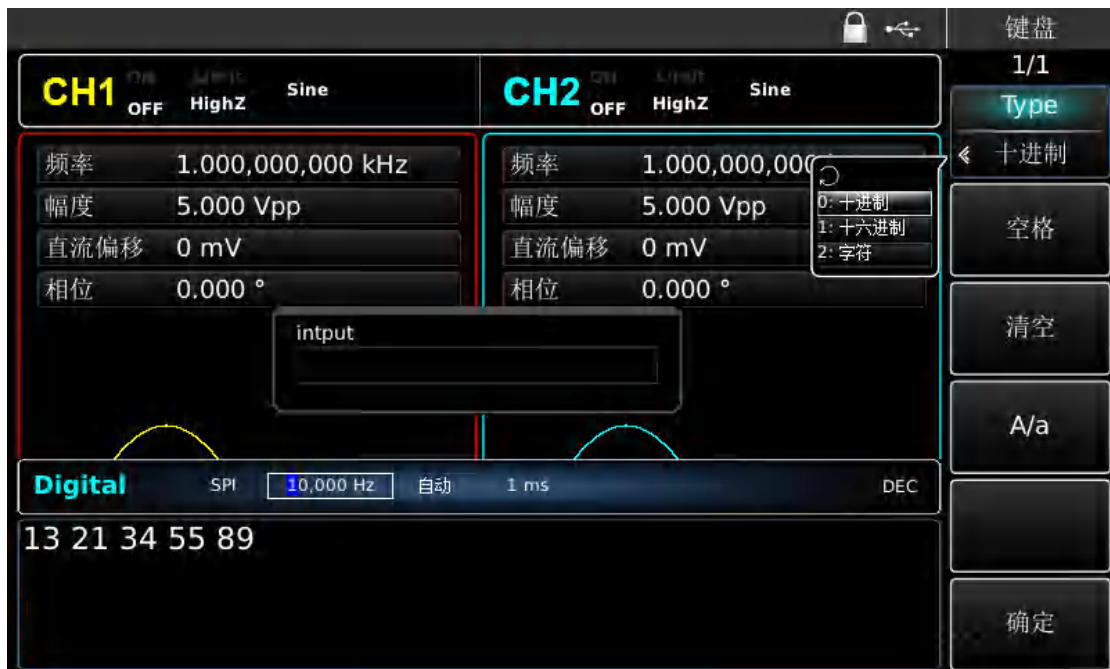 键盘
1/1
CH1 OFF HighZ Sine
CH2 OFF HighZ Sine
Type
十进制
频率 1.000,000,000 kHz
幅度 5.000 Vpp
直流偏移 0 mV
相位 0.000 °
频率 1.000,000,000
幅度 5.000 Vpp
直流偏移 0 mV
相位 0.000 °
0: 十进制
1: 十六进制
2: 字符
空格
清空
A/a
确定
intput
Digital SPI 10,000 Hz 自动 1 ms DEC
13 21 34 55 89